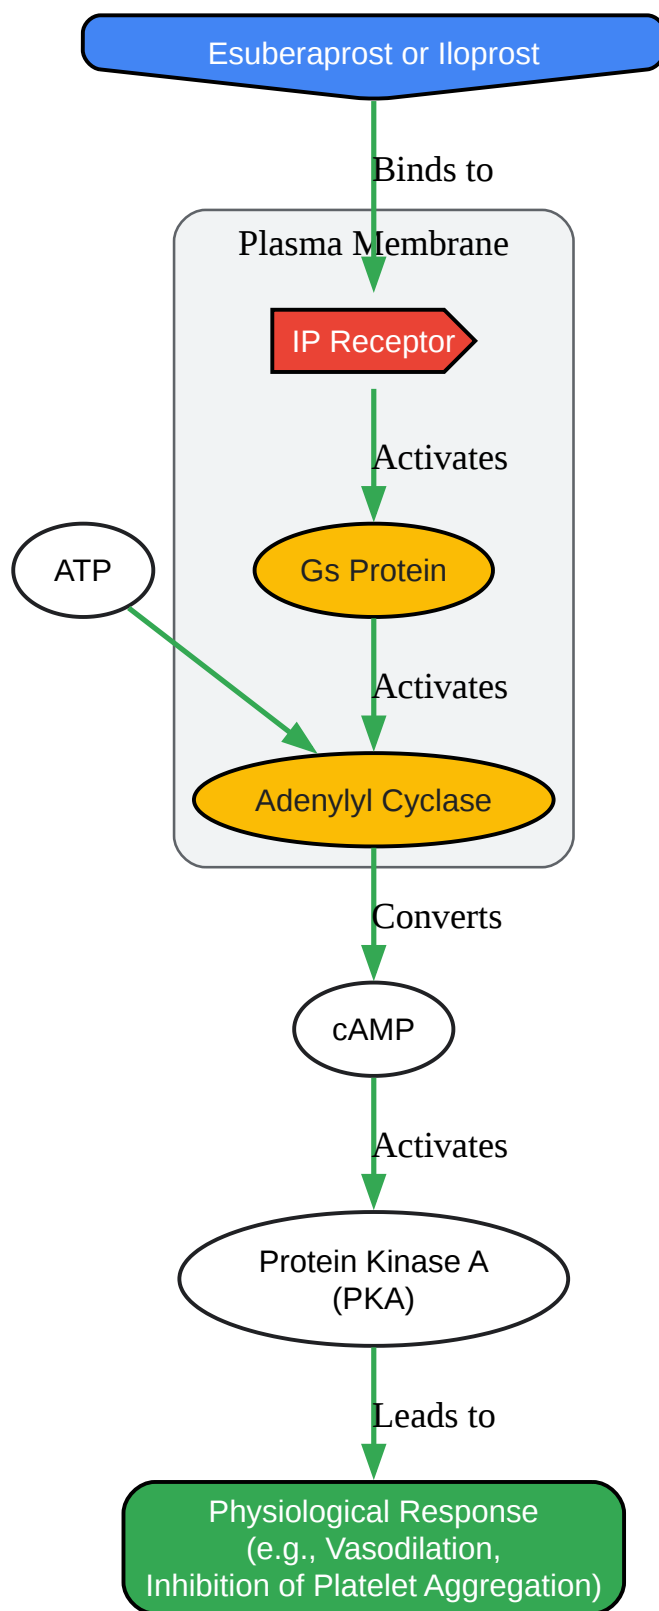 Esuberaprost or Iloprost
Binds to
Plasma Membrane
IP Receptor
Activates
ATP
Gs Protein
Activates
Adenylyl Cyclase
Converts
cAMP
Activates
Protein Kinase A
(PKA)
Leads to
Physiological Response
(e.g., Vasodilation,
Inhibition of Platelet Aggregation)